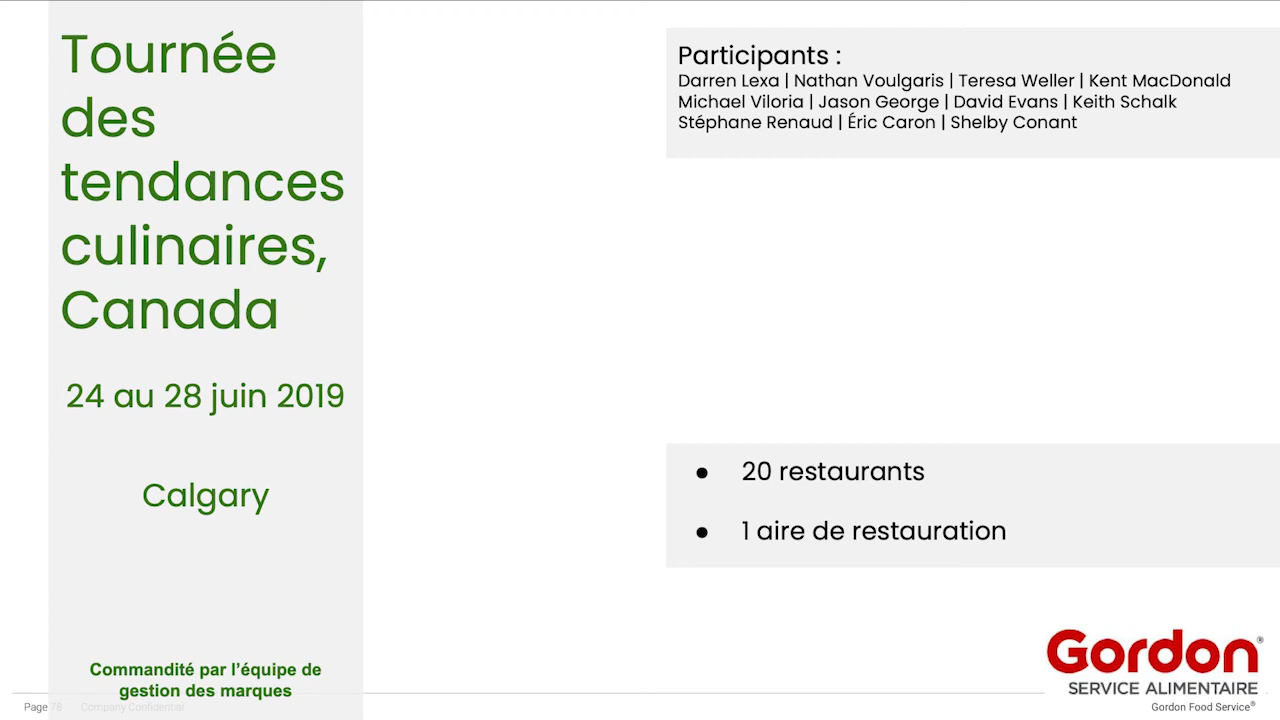 Tournée
des
tendances
culinaires,
Canada
24 au 28 juin 2019
Calgary
Commandité par l'équipe de
gestion des marques
Participants :
Darren Lexa | Nathan Voulgaris | Teresa Weller | Kent MacDonald
Michael Viloria | Jason George | David Evans | Keith Schalk
Stéphane Renaud | Éric Caron | Shelby Conant
● 20 restaurants
● 1 aire de restauration
Gordon®
SERVICE ALIMENTAIRE
Page 78 Company Confidential
Gordon Food Service®